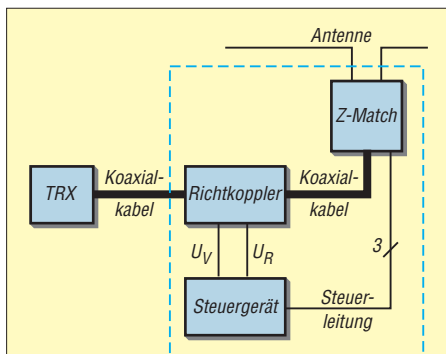 Antenne
Z-Match
TRX
Koaxial-
kabel
Richtkoppler
Koaxial-
kabel
U_V
U_R
3
Steuergerät
Steuer-
leitung